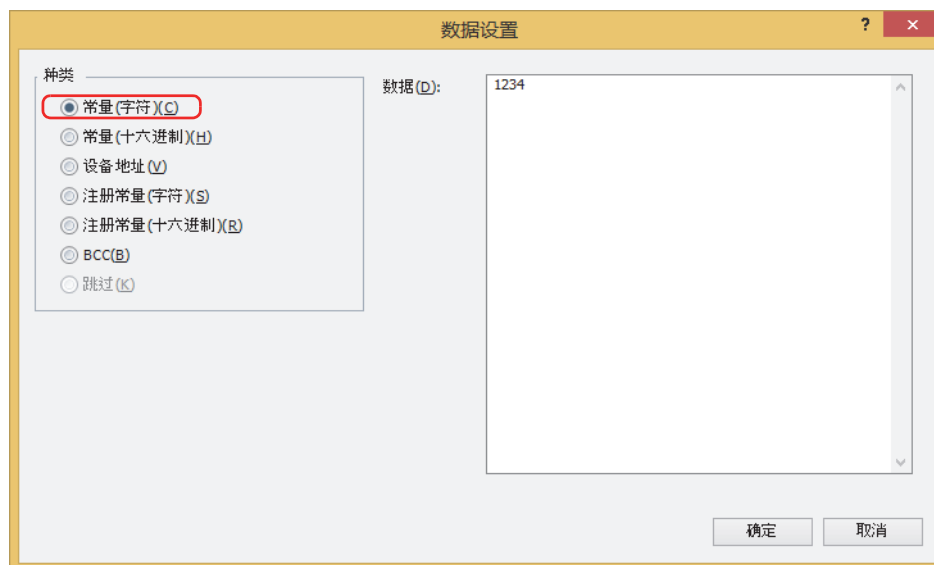 数据设置
?
种类
常量(字符)(C)
常量(十六进制)(H)
设备地址(V)
注册常量(字符)(S)
注册常量(十六进制)(R)
BCC(B)
跳过(K)
数据(D):
1234
确定
取消